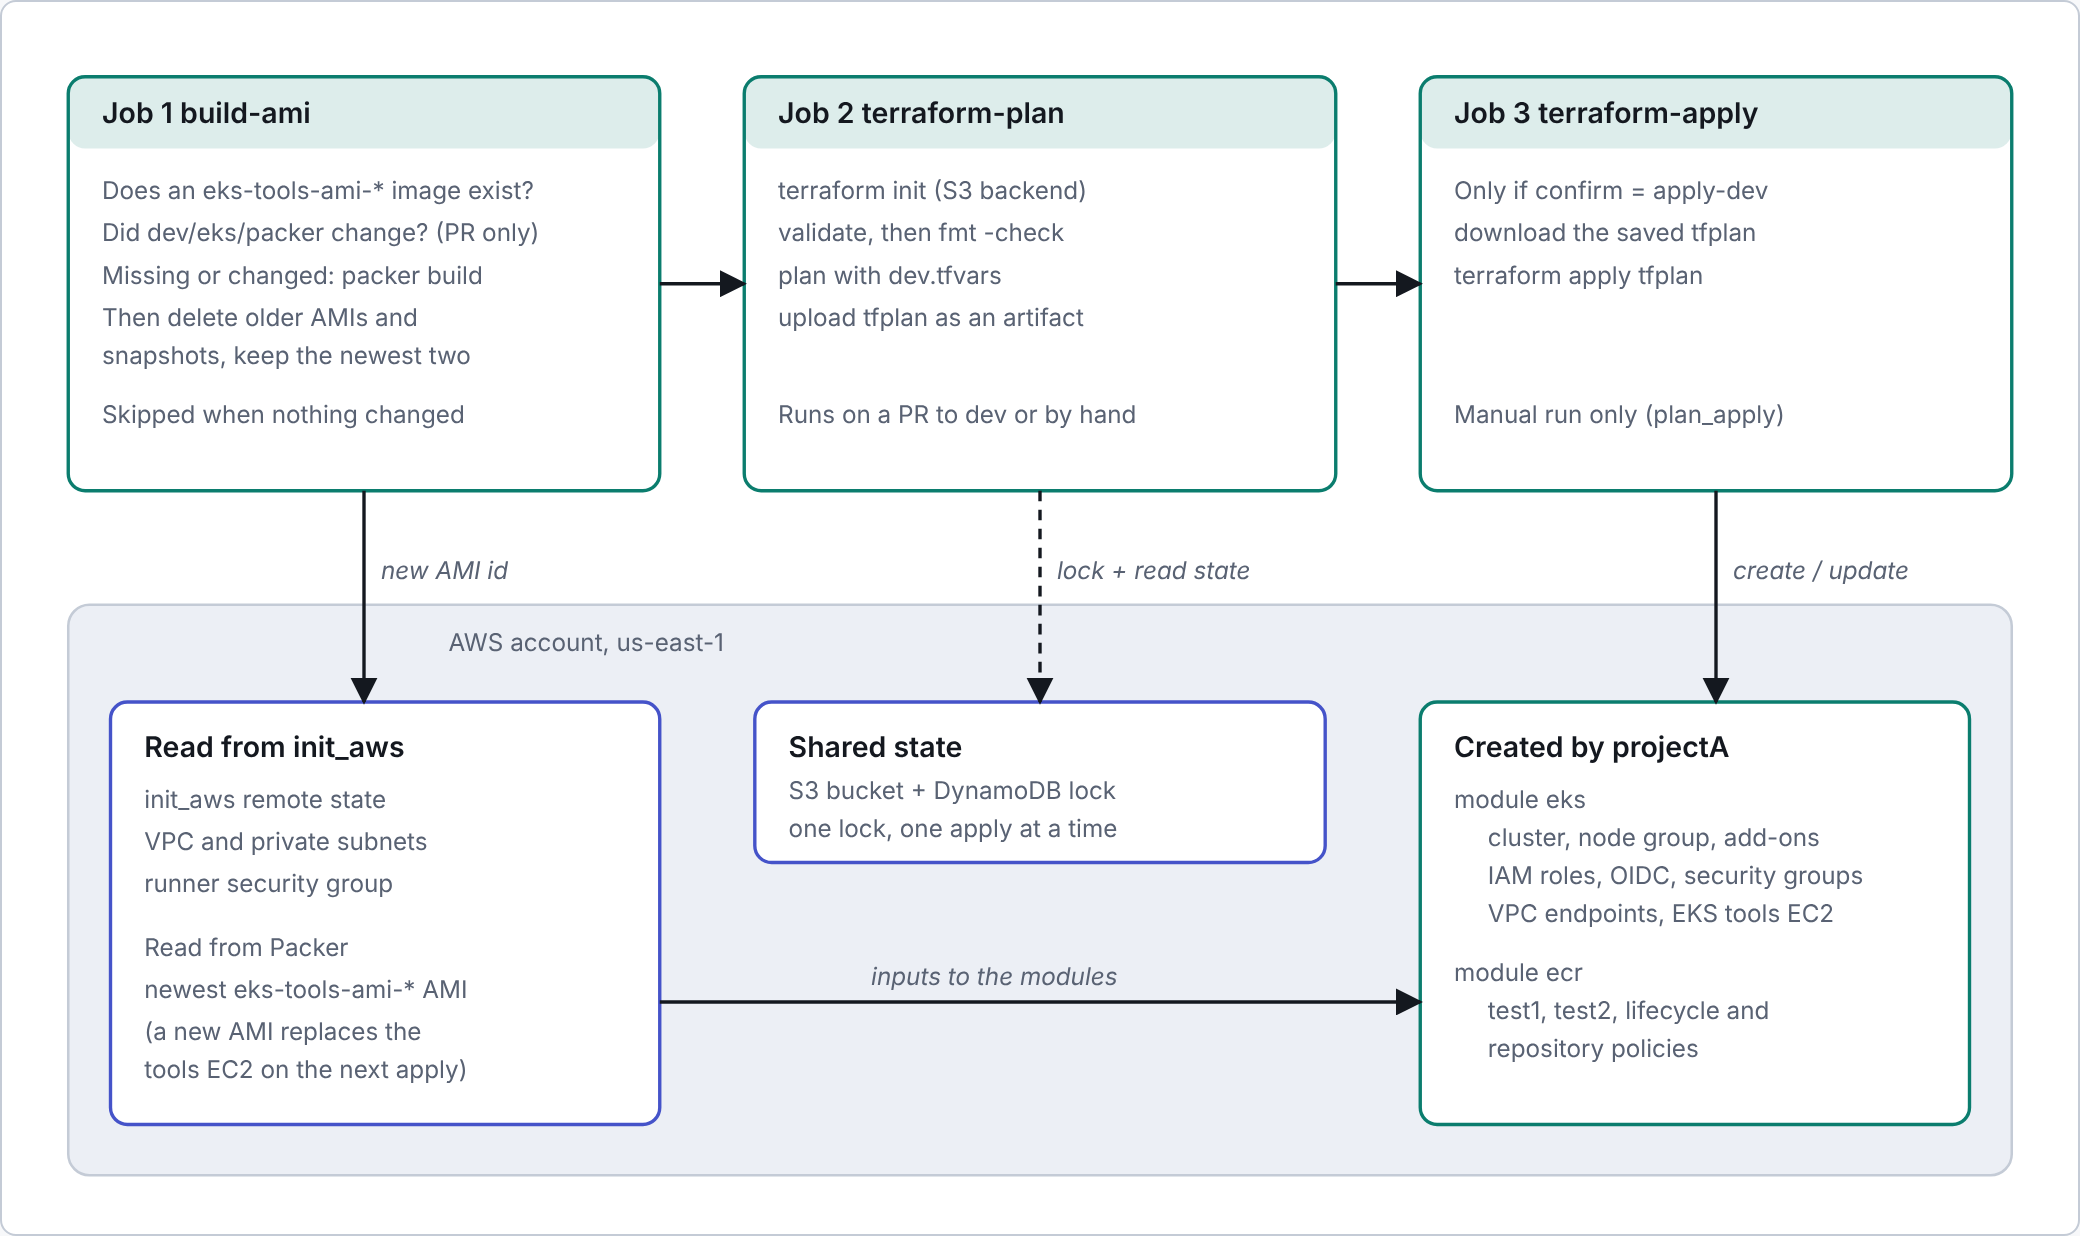 Job 1 build-ami
Does an eks-tools-ami-* image exist?
Did dev/eks/packer change? (PR only)
Missing or changed: packer build
Then delete older AMIs and
snapshots, keep the newest two
Skipped when nothing changed
Job 2 terraform-plan
terraform init (S3 backend)
validate, then fmt -check
plan with dev.tfvars
upload tfplan as an artifact
Runs on a PR to dev or by hand
Job 3 terraform-apply
Only if confirm = apply-dev
download the saved tfplan
terraform apply tfplan
Manual run only (plan_apply)
new AMI id
lock + read state
create / update
AWS account, us-east-1
Read from init_aws
init_aws remote state
VPC and private subnets
runner security group
Read from Packer
newest eks-tools-ami-* AMI
(a new AMI replaces the
tools EC2 on the next apply)
Shared state
S3 bucket + DynamoDB lock
one lock, one apply at a time
inputs to the modules
Created by projectA
module eks
cluster, node group, add-ons
IAM roles, OIDC, security groups
VPC endpoints, EKS tools EC2
module ecr
test1, test2, lifecycle and
repository policies